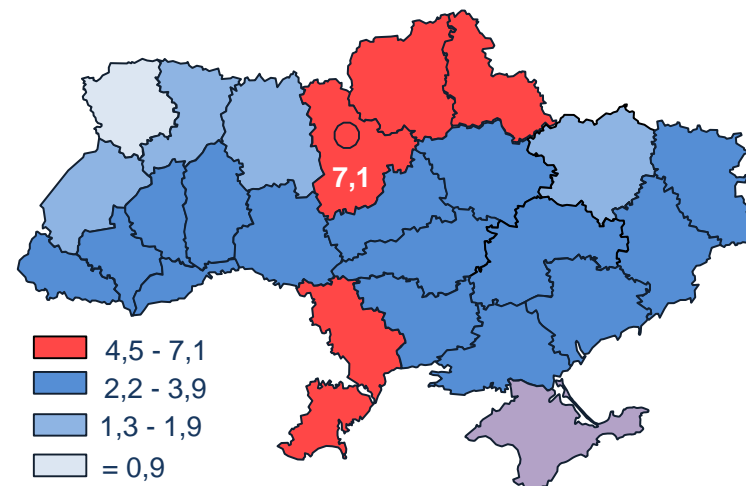 7,1
4,5 - 7,1
2,2 - 3,9
1,3 - 1,9
= 0,9